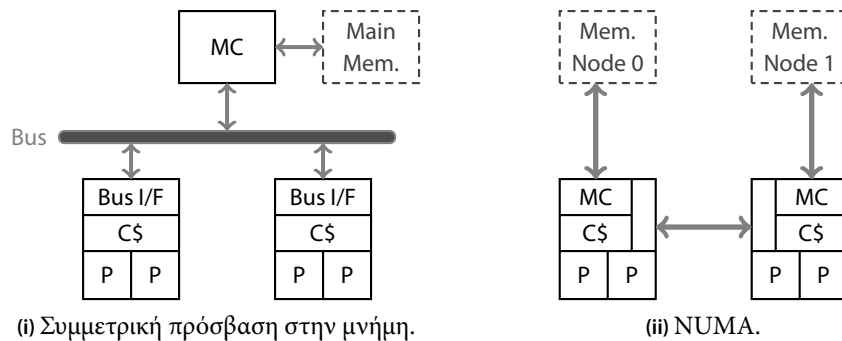 MC
Main
Mem.
Bus
Bus I/F
C$
P P
Bus I/F
C$
P P
(i) Συμμετρική πρόσβαση στην μνήμη.
Mem.
Node 0
Mem.
Node 1
MC
C$
P P
MC
C$
P P
(ii) NUMA.